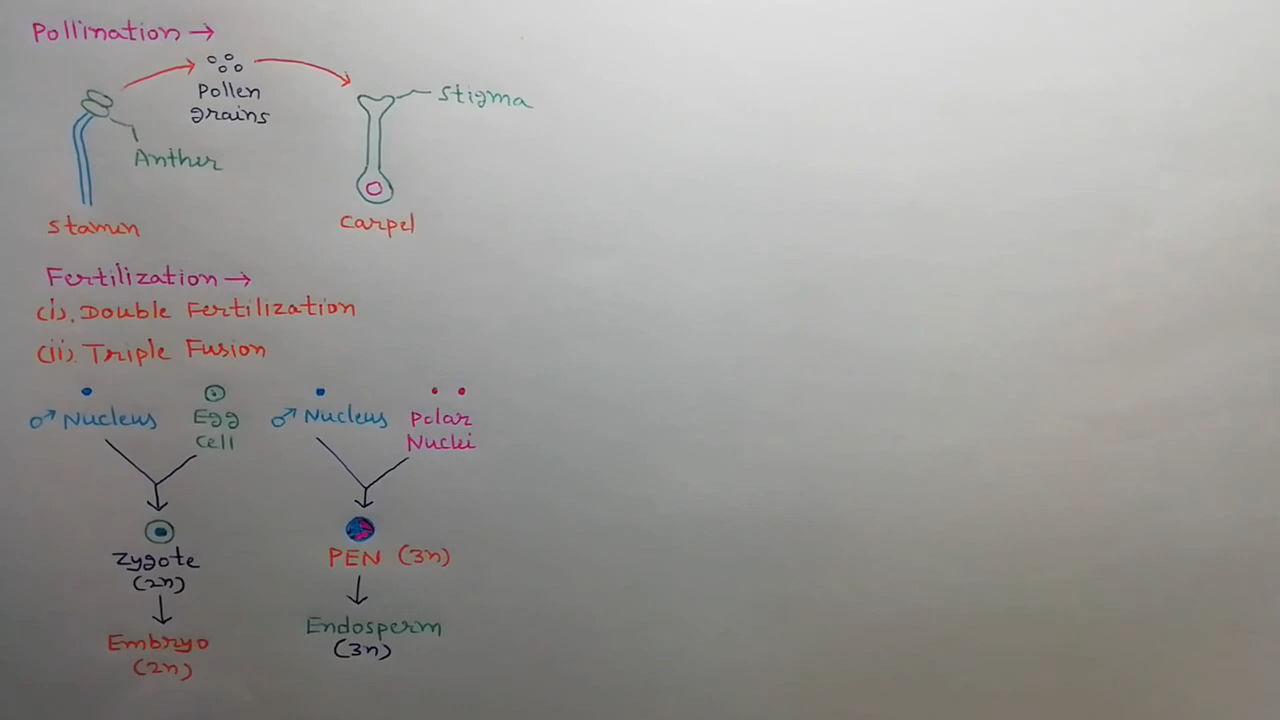 Pollination →
Pollen
grains
Stigma
Anther
Stamen
Carpel
Fertilization →
(i). Double Fertilization
(ii). Triple Fusion
♂ Nucleus
Egg
Cell
♂ Nucleus
Polar
Nuclei
Zygote
(2n)
PEN (3n)
Embryo
(2n)
Endosperm
(3n)